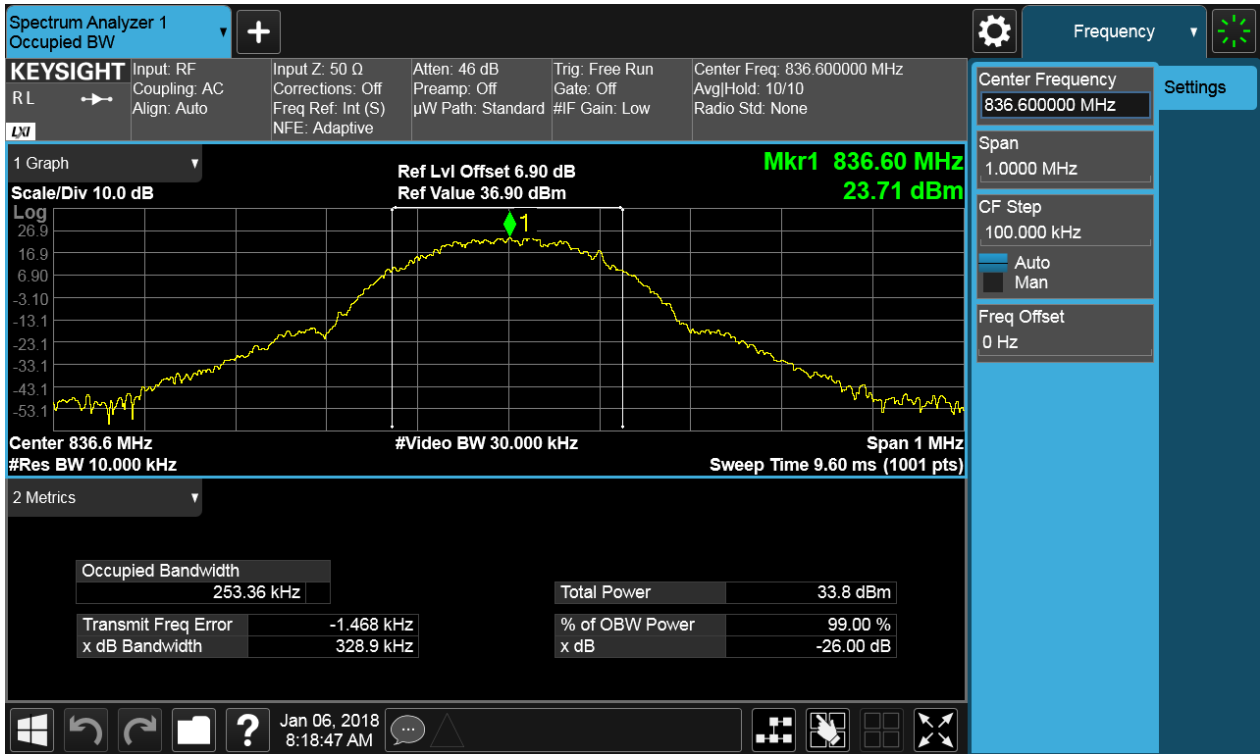 Spectrum Analyzer 1
Occupied BW
Frequency
KEYSIGHT
R L
LXI
Input: RF
Coupling: AC
Align: Auto
Input Z: 50 Ω
Corrections: Off
Freq Ref: Int (S)
NFE: Adaptive
Atten: 46 dB
Preamp: Off
µW Path: Standard
Trig: Free Run
Gate: Off
#IF Gain: Low
Center Freq: 836.600000 MHz
Avg|Hold: 10/10
Radio Std: None
Center Frequency
836.600000 MHz
Settings
Span
1.0000 MHz
CF Step
100.000 kHz
Auto
Man
Freq Offset
0 Hz
1 Graph
Scale/Div 10.0 dB
Ref Lvl Offset 6.90 dB
Ref Value 36.90 dBm
Mkr1 836.60 MHz
23.71 dBm
Log
1
26.9
16.9
6.90
-3.10
-13.1
-23.1
-33.1
-43.1
-53.1
Center 836.6 MHz
#Video BW 30.000 kHz
Span 1 MHz
#Res BW 10.000 kHz
Sweep Time 9.60 ms (1001 pts)
2 Metrics
Occupied Bandwidth
253.36 kHz
Total Power 33.8 dBm
Transmit Freq Error -1.468 kHz
% of OBW Power 99.00 %
x dB Bandwidth 328.9 kHz
x dB -26.00 dB
?
Jan 06, 2018
8:18:47 AM